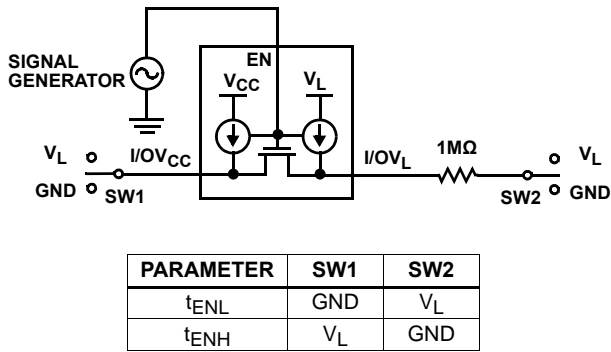 SIGNAL
GENERATOR
EN
VCC
VL
VL
I/OVCC
I/OVL
1MΩ
VL
GND
SW1
SW2
GND
PARAMETER SW1 SW2
tENL GND VL
tENH VL GND